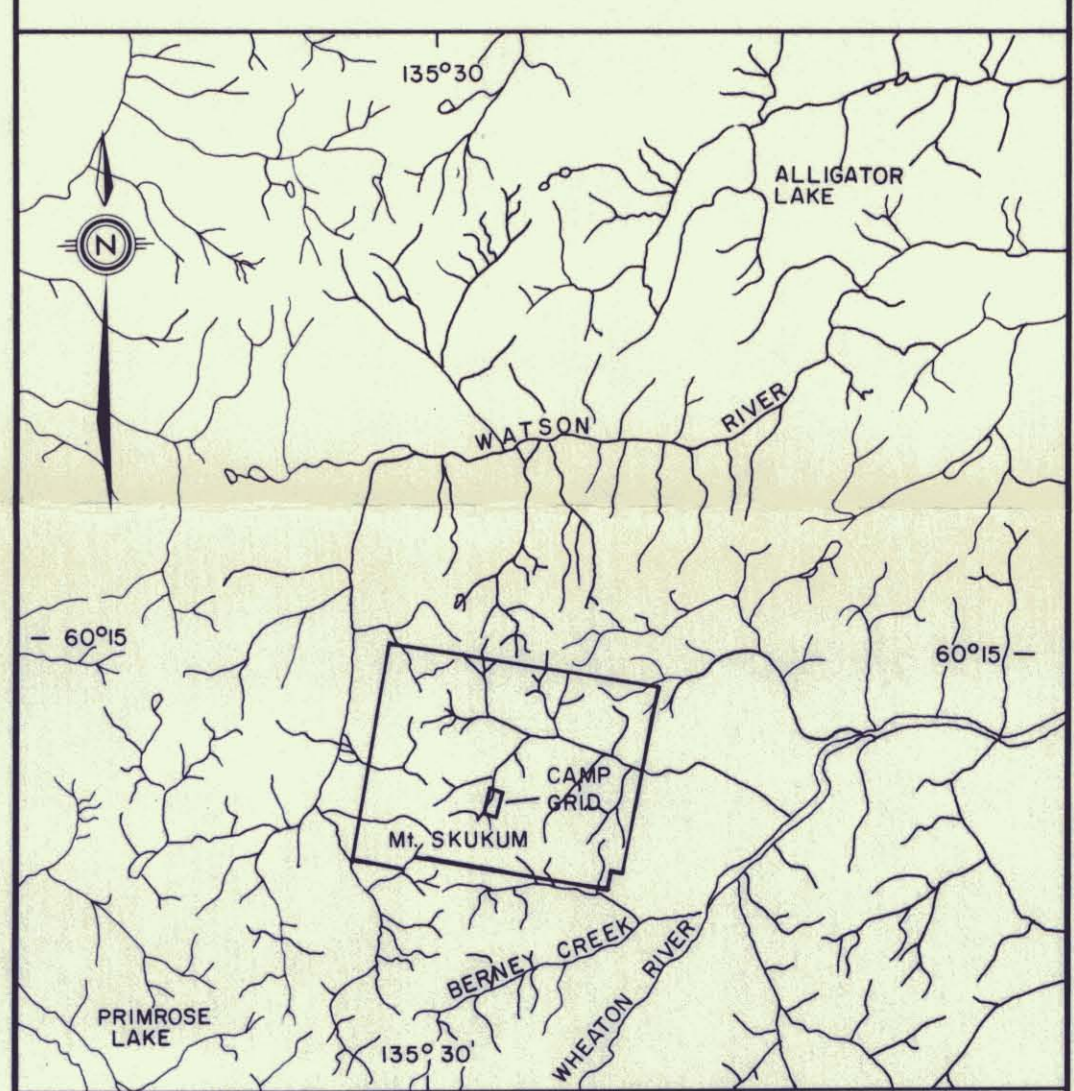 135°30
ALLIGATOR
LAKE
N
WATSON RIVER
— 60°15
60°15 —
CAMP
GRID
Mt. SKUKUM
BERNEY CREEK
WHEATON RIVER
PRIMROSE
LAKE
135°30'